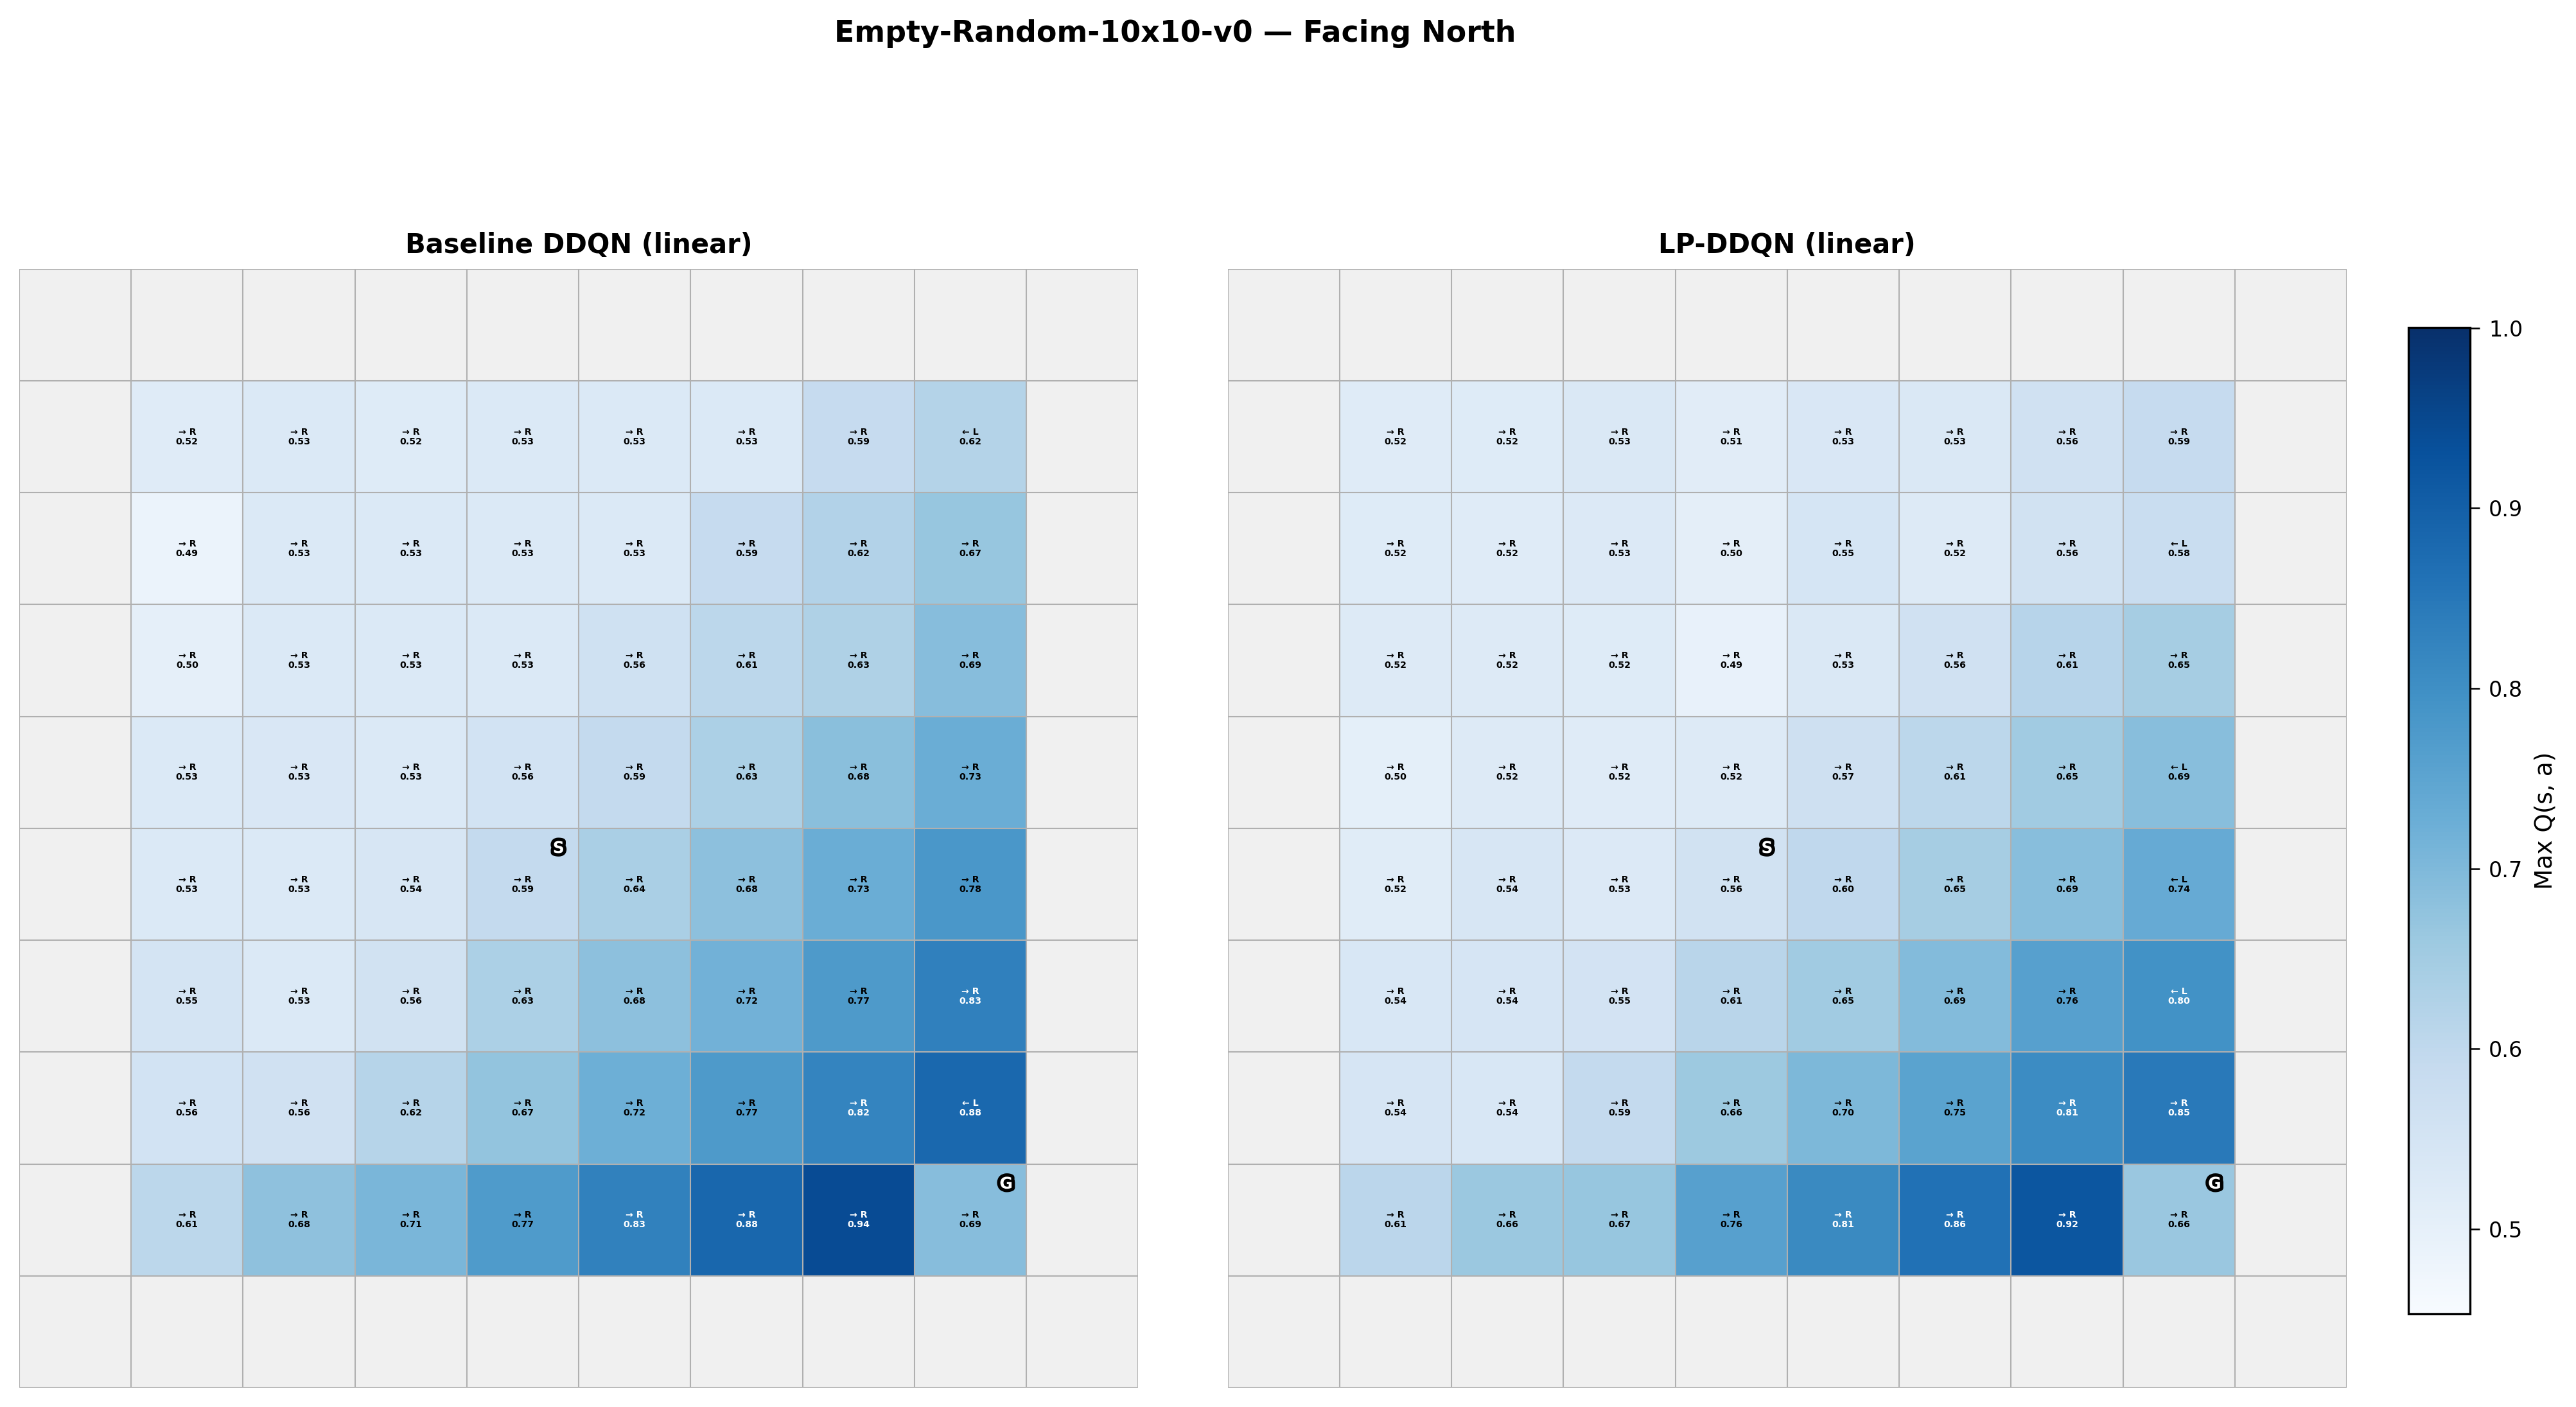 Empty-Random-10x10-v0 — Facing North
Baseline DDQN (linear)
→ R → R → R → R → R → R → R ← L
0.52 0.53 0.52 0.53 0.53 0.53 0.59 0.62
→ R → R → R → R → R → R → R → R
0.49 0.53 0.53 0.53 0.53 0.59 0.62 0.67
→ R → R → R → R → R → R → R → R
0.50 0.53 0.53 0.53 0.56 0.61 0.63 0.69
→ R → R → R → R → R → R → R → R
0.53 0.53 0.53 0.56 0.59 0.63 0.68 0.73
S
→ R → R → R → R → R → R → R → R
0.53 0.53 0.54 0.59 0.64 0.68 0.73 0.78
→ R → R → R → R → R → R → R → R
0.55 0.53 0.56 0.63 0.68 0.72 0.77 0.83
→ R → R → R → R → R → R → R ← L
0.56 0.56 0.62 0.67 0.72 0.77 0.82 0.88
G
→ R → R → R → R → R → R → R → R
0.61 0.68 0.71 0.77 0.83 0.88 0.94 0.69
LP-DDQN (linear)
→ R → R → R → R → R → R → R → R
0.52 0.52 0.53 0.51 0.53 0.53 0.56 0.59
→ R → R → R → R → R → R → R ← L
0.52 0.52 0.53 0.50 0.55 0.52 0.56 0.58
→ R → R → R → R → R → R → R → R
0.52 0.52 0.52 0.49 0.53 0.56 0.61 0.65
→ R → R → R → R → R → R → R ← L
0.50 0.52 0.52 0.52 0.57 0.61 0.65 0.69
S
→ R → R → R → R → R → R → R ← L
0.52 0.54 0.53 0.56 0.60 0.65 0.69 0.74
→ R → R → R → R → R → R → R ← L
0.54 0.54 0.55 0.61 0.65 0.69 0.76 0.80
→ R → R → R → R → R → R → R → R
0.54 0.54 0.59 0.66 0.70 0.75 0.81 0.85
G
→ R → R → R → R → R → R → R → R
0.61 0.66 0.67 0.76 0.81 0.86 0.92 0.66
1.0
0.9
0.8
0.7
0.6
0.5
Max Q(s, a)